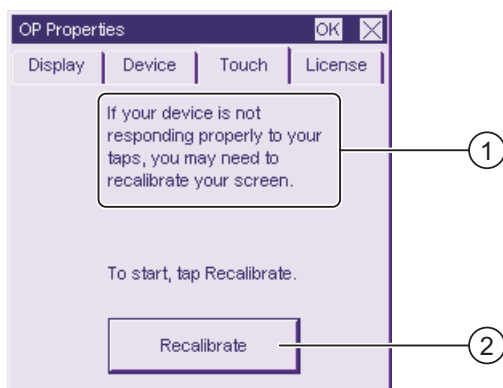 OP Properties OK
Display Device Touch License
If your device is not
responding properly to your
taps, you may need to
recalibrate your screen.
1
To start, tap Recalibrate.
Recalibrate
2